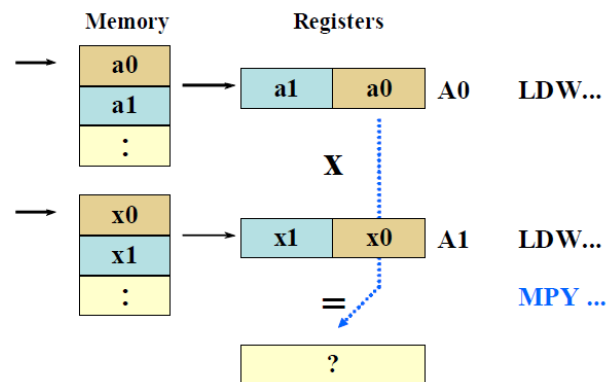 Memory Registers
a0
a1
:
a1 a0 A0 LDW...
x
x0
x1
:
x1 x0 A1 LDW...
=
MPY ...
?